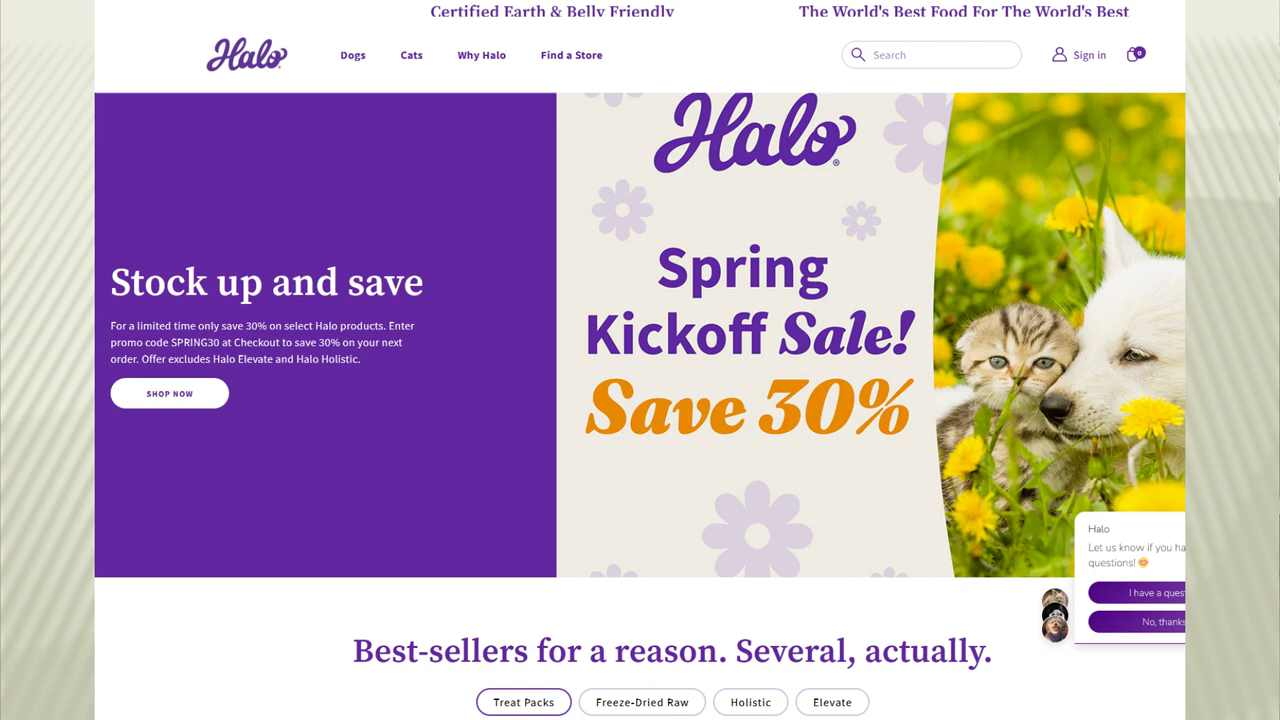 Certified Earth & Belly Friendly
The World's Best Food For The World's Best
Halo
Dogs
Cats
Why Halo
Find a Store
Search
Sign in
0
Stock up and save
For a limited time only save 30% on select Halo products. Enter
promo code SPRING30 at Checkout to save 30% on your next
order. Offer excludes Halo Elevate and Halo Holistic.
SHOP NOW
Halo®
Spring
Kickoff Sale!
Save 30%
Halo
Let us know if you ha
questions! 😊
I have a ques
No, thanks
Best-sellers for a reason. Several, actually.
Treat Packs
Freeze-Dried Raw
Holistic
Elevate